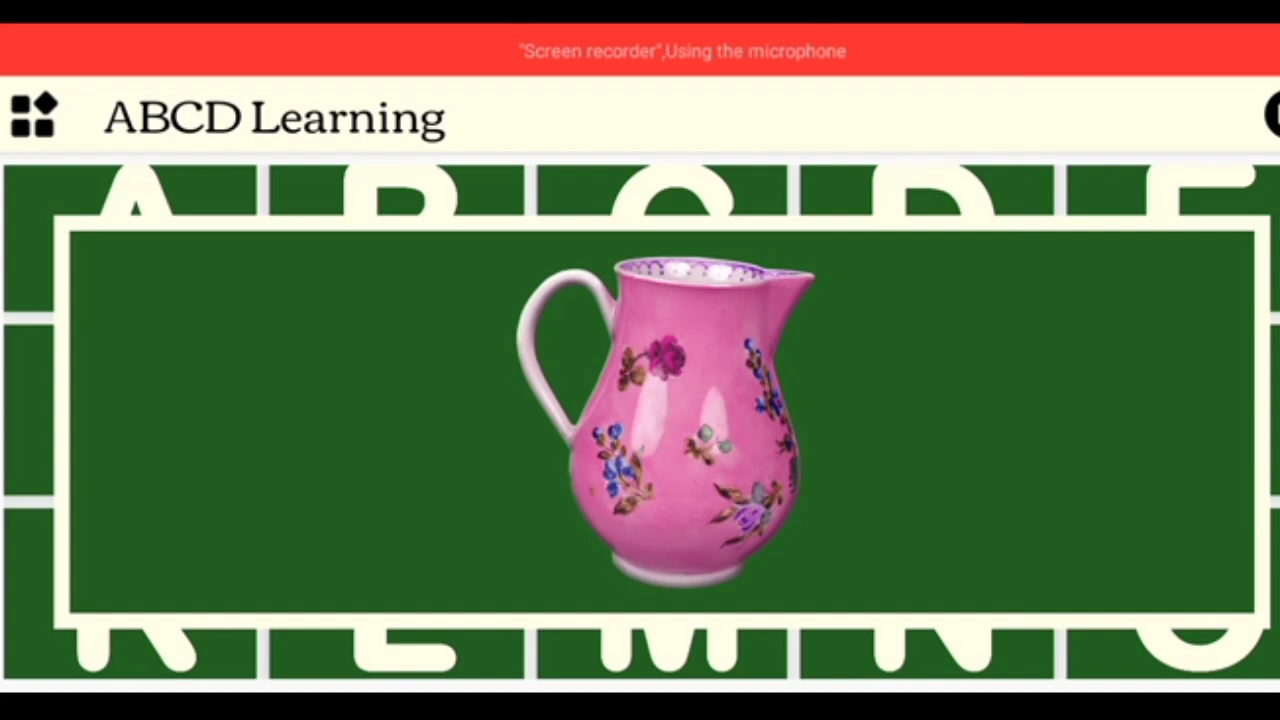 "Screen recorder",Using the microphone
ABCD Learning
A B C D E
K L M N O